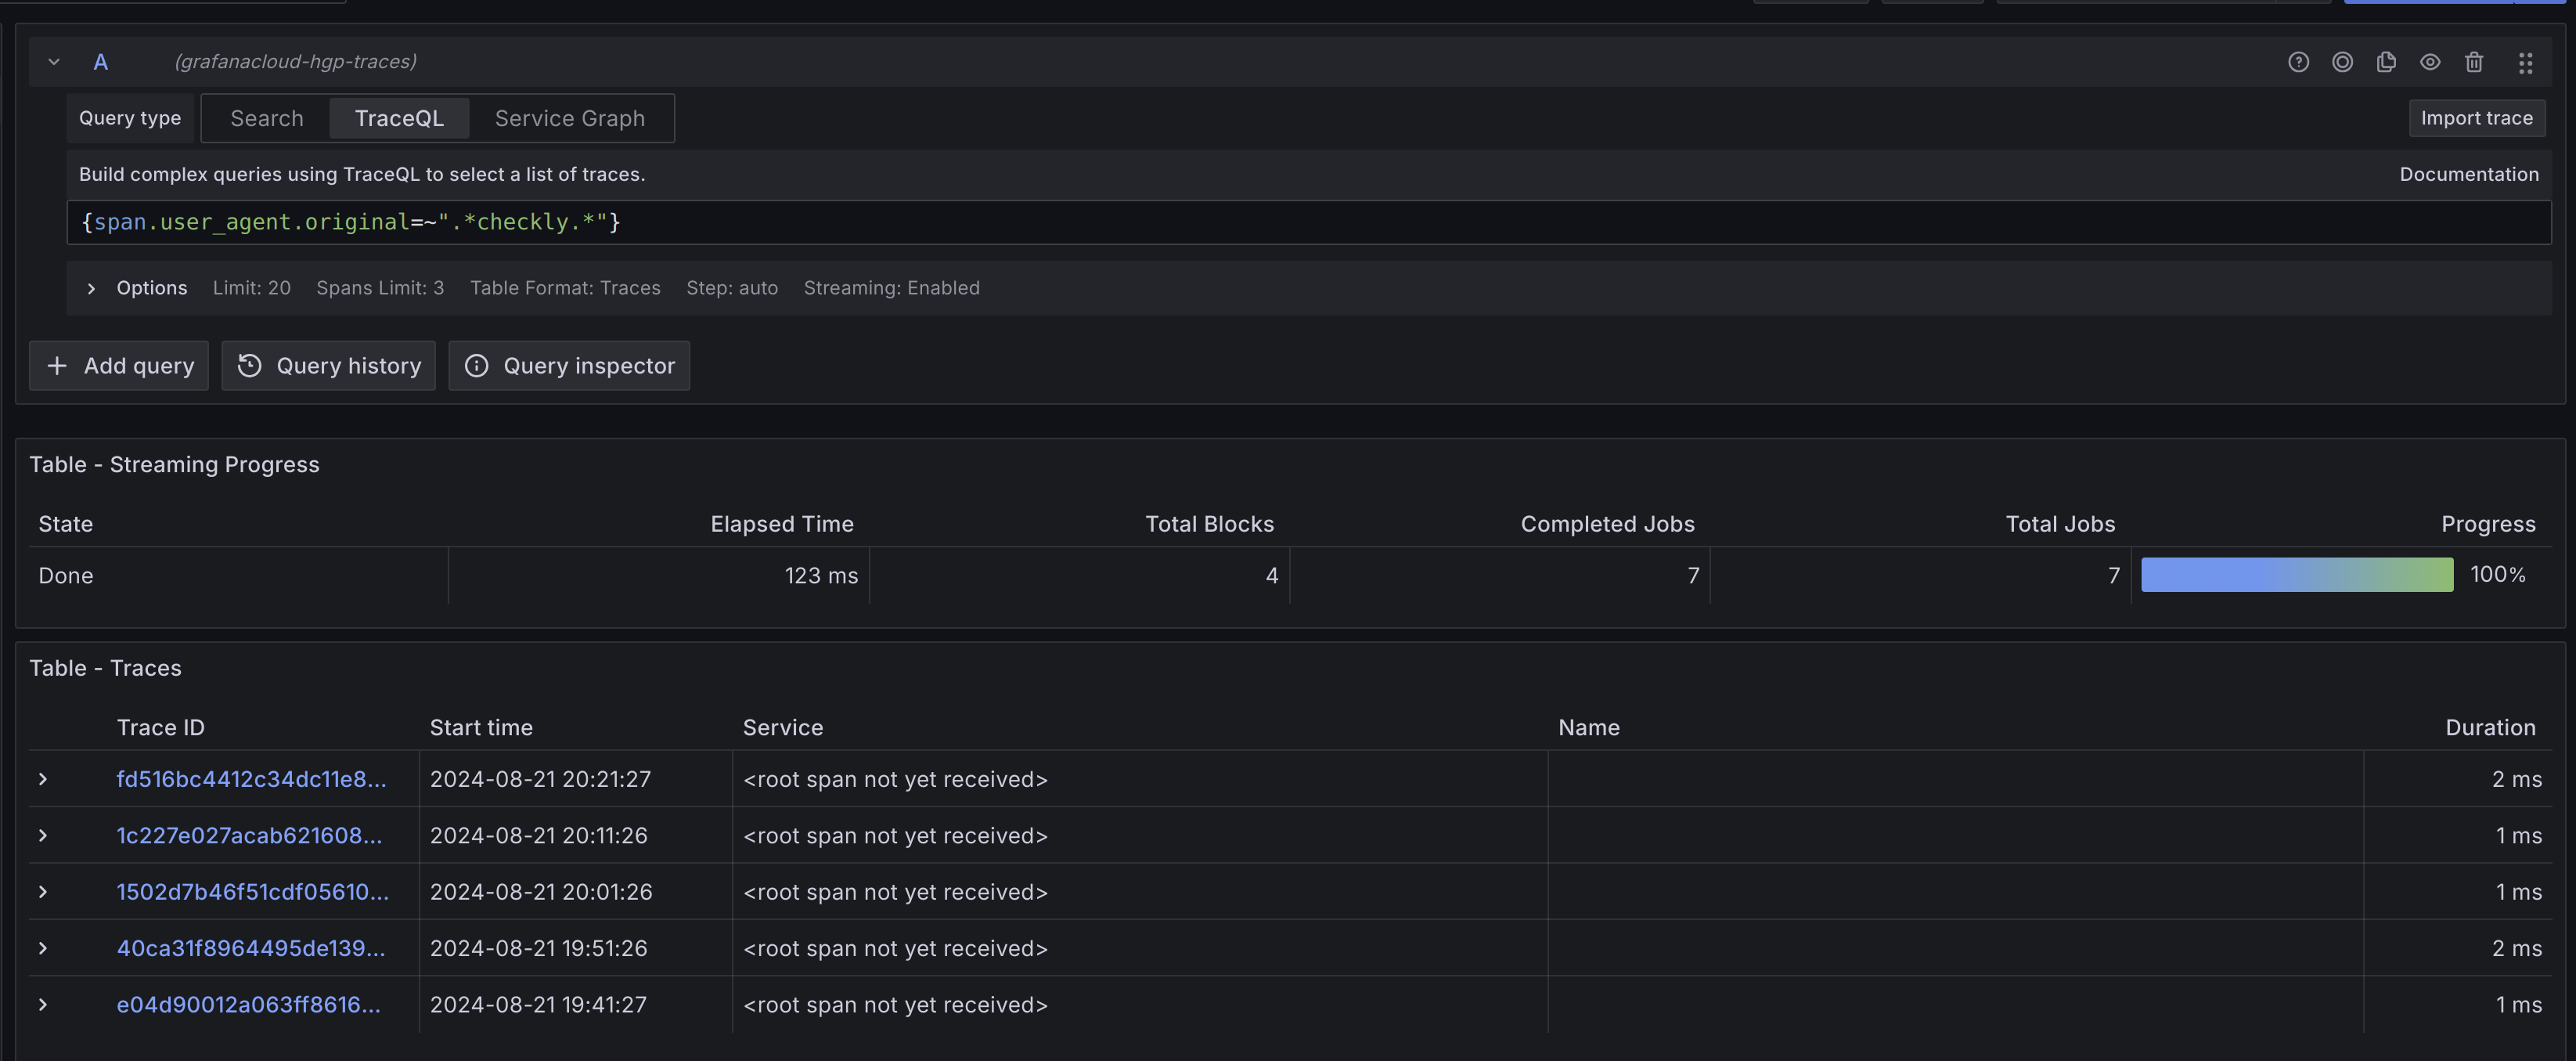 A (grafanacloud-hgp-traces)
Query type Search TraceQL Service Graph Import trace
Build complex queries using TraceQL to select a list of traces. Documentation
{span.user_agent.original=~".*checkly.*"}
Options Limit: 20 Spans Limit: 3 Table Format: Traces Step: auto Streaming: Enabled
Add query Query history Query inspector
Table - Streaming Progress
State Elapsed Time Total Blocks Completed Jobs Total Jobs Progress
Done 123 ms 4 7 7 100%
Table - Traces
Trace ID Start time Service Name Duration
fd516bc4412c34dc11e8... 2024-08-21 20:21:27 <root span not yet received> 2 ms
1c227e027acab621608... 2024-08-21 20:11:26 <root span not yet received> 1 ms
1502d7b46f51cdf05610... 2024-08-21 20:01:26 <root span not yet received> 1 ms
40ca31f8964495de139... 2024-08-21 19:51:26 <root span not yet received> 2 ms
e04d90012a063ff8616... 2024-08-21 19:41:27 <root span not yet received> 1 ms